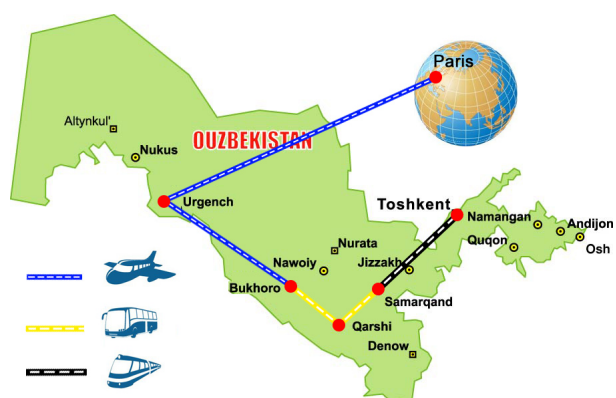 Paris
Altynkul'
OUZBEKISTAN
Nukus
Urgench
Toshkent
Namangan
Andijon
Quqon
Osh
Nurata
Nawoiy
Jizzakh
Bukhoro
Samarqand
Qarshi
Denow